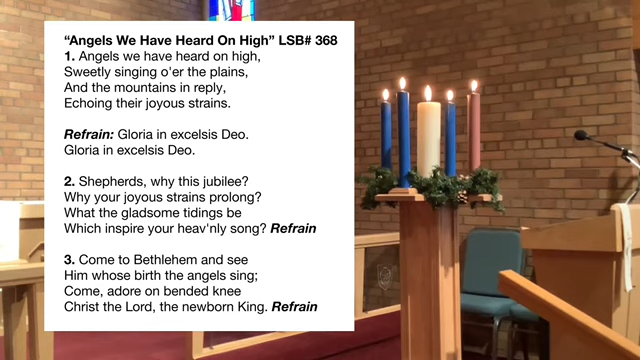 “Angels We Have Heard On High” LSB# 368
1. Angels we have heard on high,
Sweetly singing o'er the plains,
And the mountains in reply,
Echoing their joyous strains.
Refrain: Gloria in excelsis Deo.
Gloria in excelsis Deo.
2. Shepherds, why this jubilee?
Why your joyous strains prolong?
What the gladsome tidings be
Which inspire your heav'nly song? Refrain
3. Come to Bethlehem and see
Him whose birth the angels sing;
Come, adore on bended knee
Christ the Lord, the newborn King. Refrain